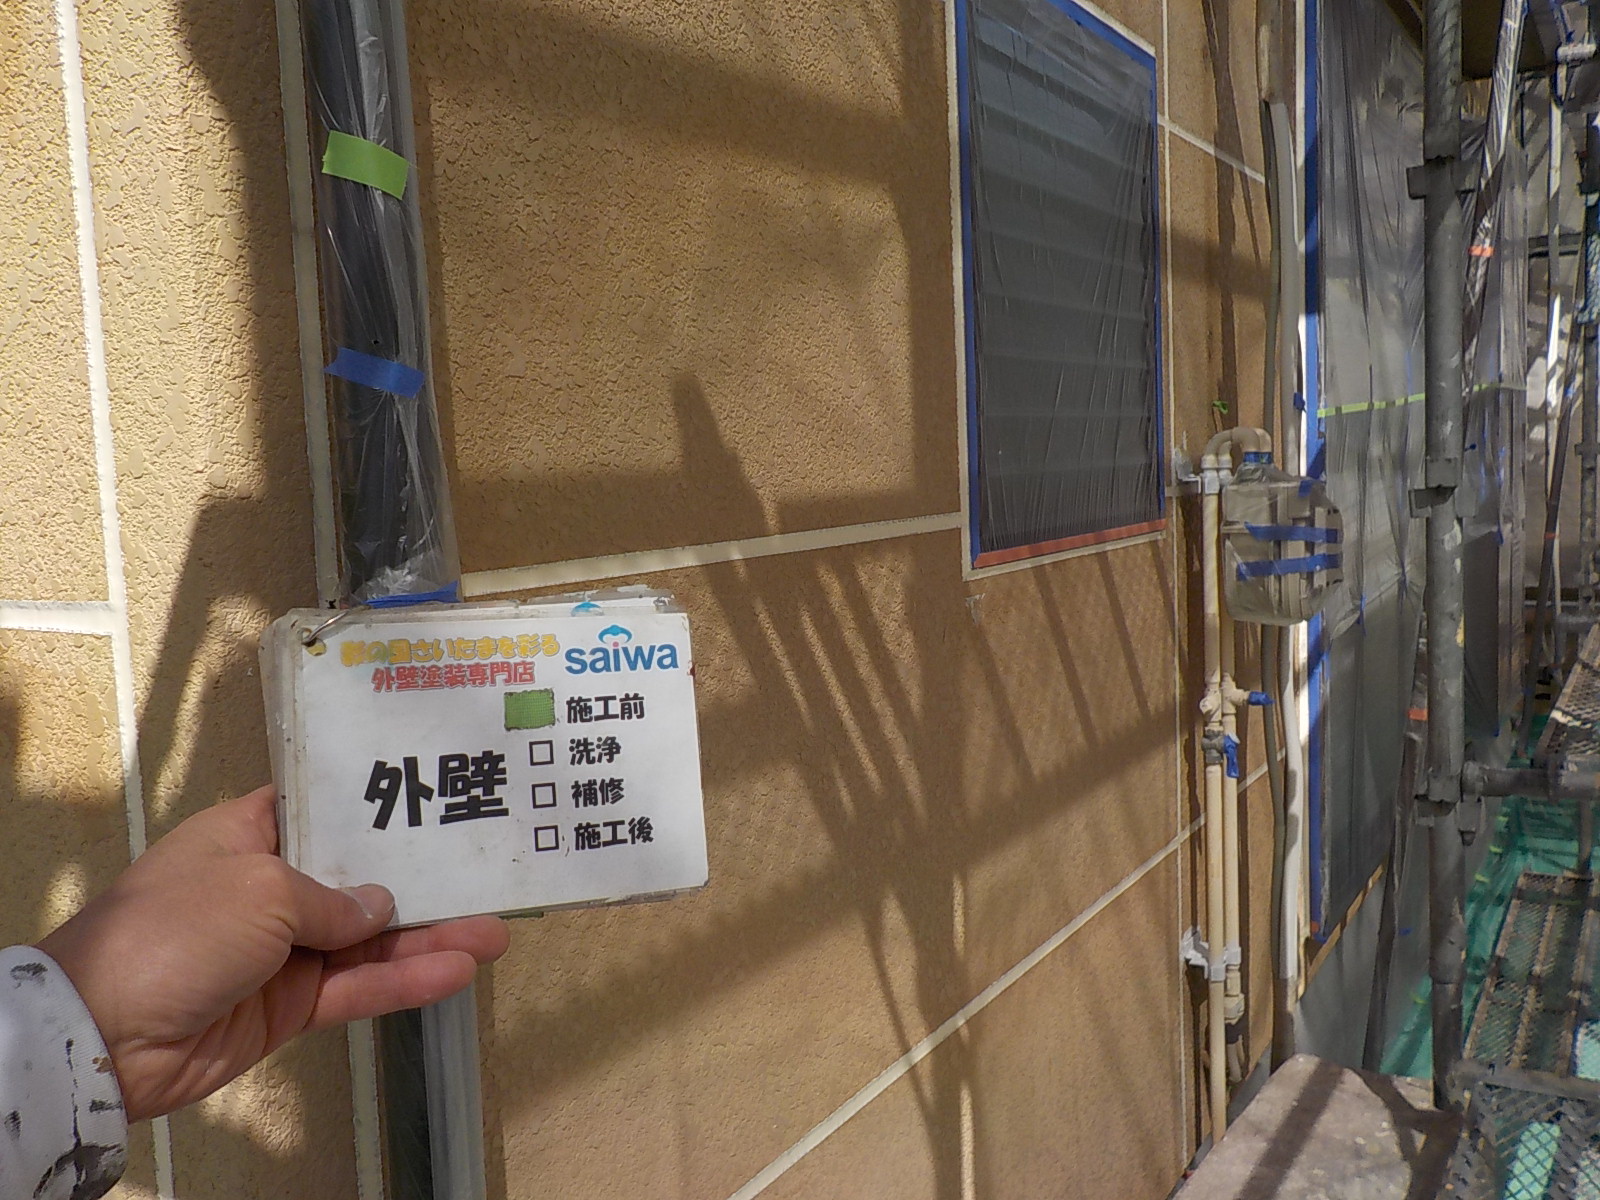 彩の国さいたまを彩る
外壁塗装専門店
saiwa
外壁
施工前
洗浄
補修
施工後